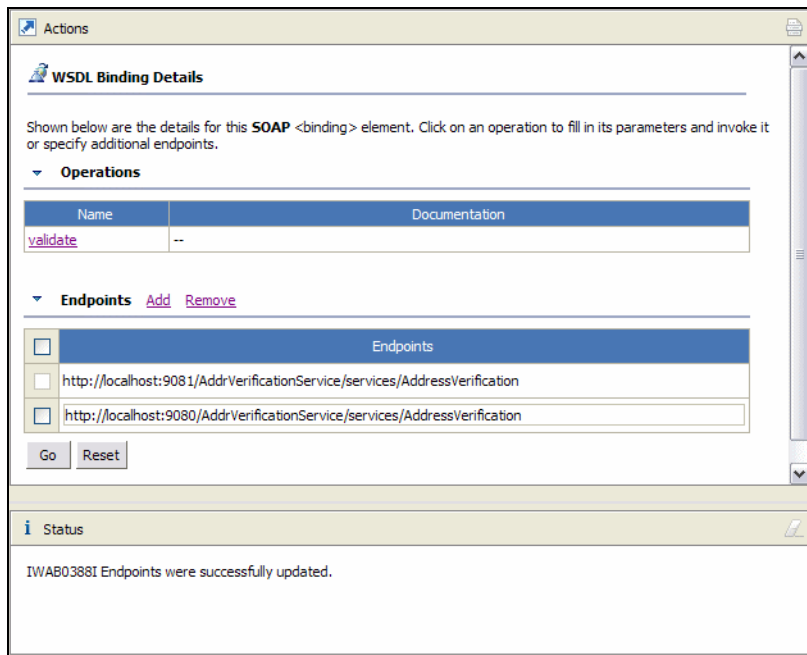 Actions
WSDL Binding Details
Shown below are the details for this SOAP <binding> element. Click on an operation to fill in its parameters and invoke it
or specify additional endpoints.
Operations
Name Documentation
validate --
Endpoints Add Remove
Endpoints
http://localhost:9081/AddrVerificationService/services/AddressVerification
http://localhost:9080/AddrVerificationService/services/AddressVerification
Go Reset
i Status
IWAB0388I Endpoints were successfully updated.